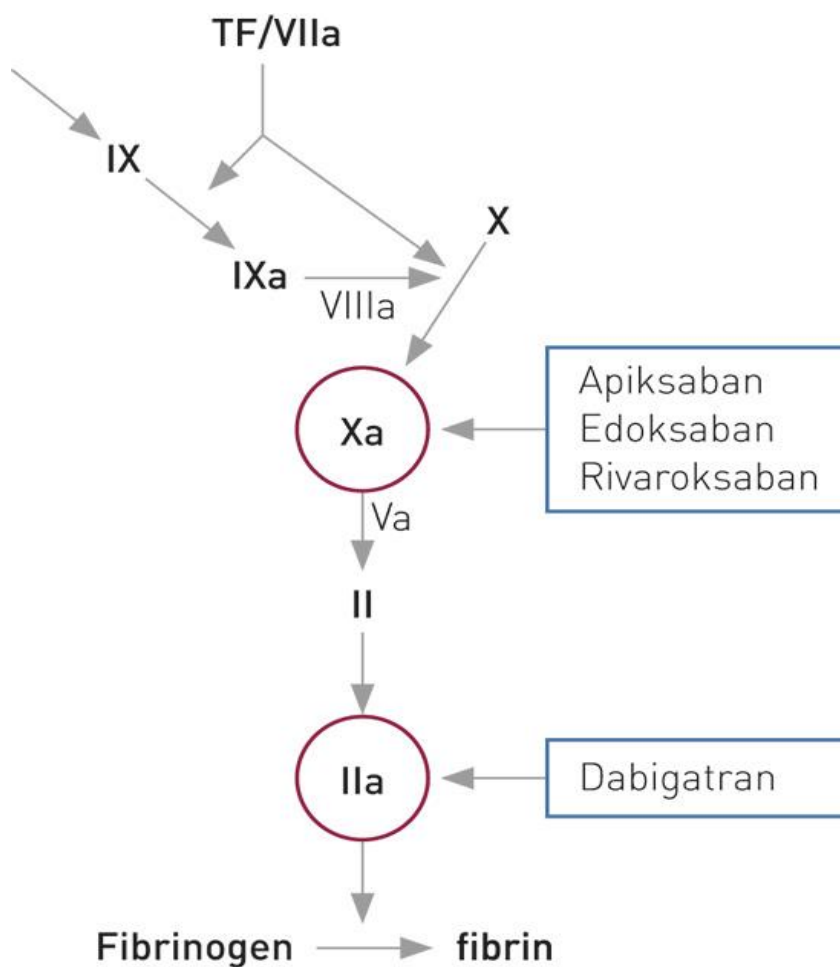 TF/VIIa
IX
X
IXa
VIIIa
Apiksaban
Edoksaban
Rivaroksaban
Xa
Va
II
IIa
Dabigatran
Fibrinogen
fibrin